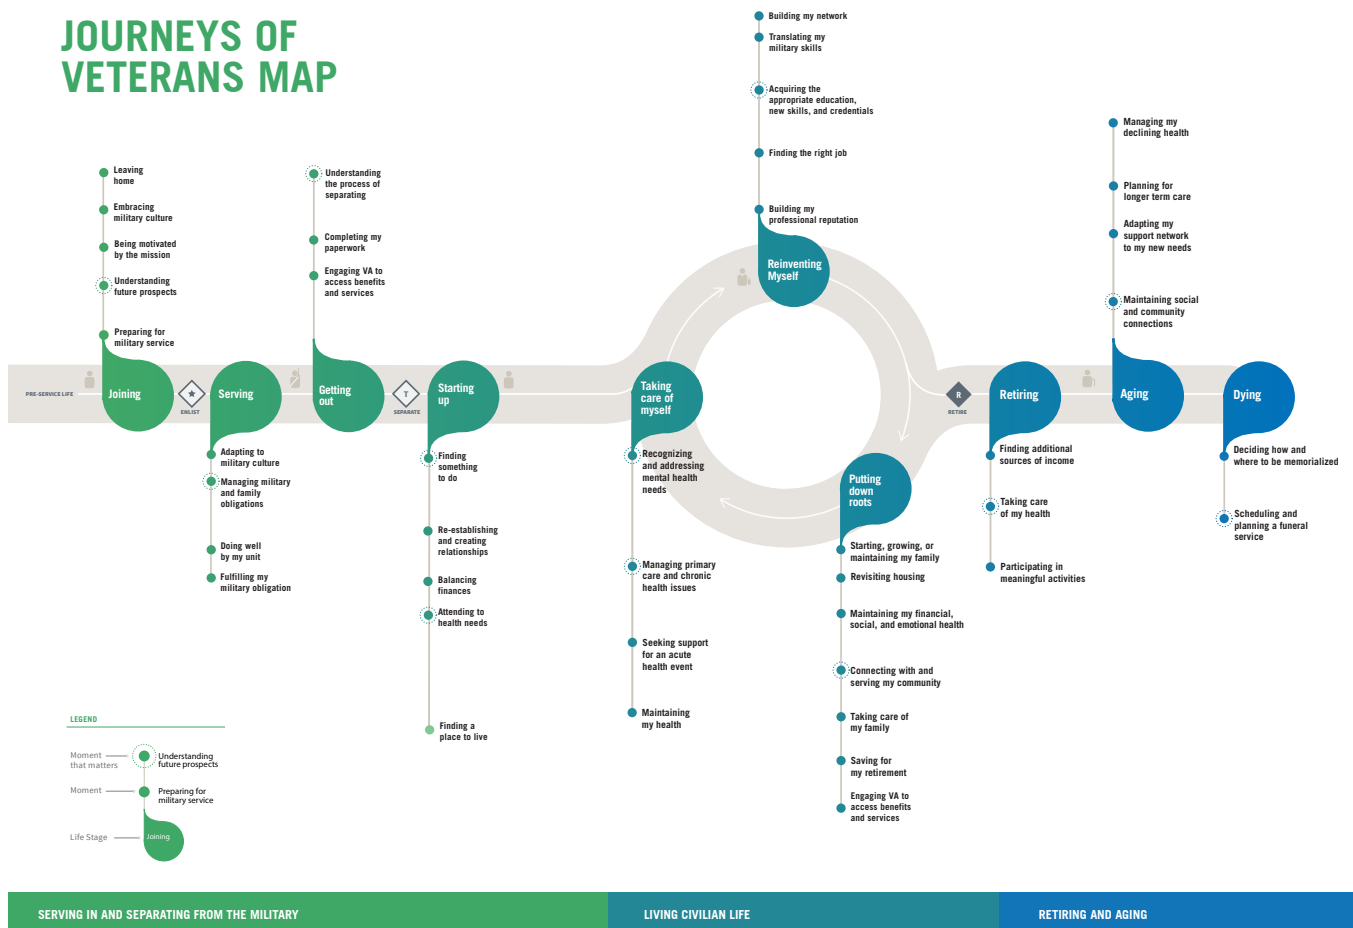 JOURNEYS OF
VETERANS MAP
Leaving
home
Embracing
military culture
Being motivated
by the mission
Understanding
future prospects
Preparing for
military service
Understanding
the process of
separating
Completing my
paperwork
Engaging VA to
access benefits
and services
Building my network
Translating my
military skills
Acquiring the
appropriate education,
new skills, and credentials
Finding the right job
Building my
professional reputation
Managing my
declining health
Planning for
longer term care
Adapting my
support network
to my new needs
Maintaining social
and community
connections
PRE-SERVICE LIFE
Joining
ENLIST
Serving
Getting
out
T
SEPARATE
Starting
up
Taking
care of
myself
Reinventing
Myself
Putting
down
roots
R
RETIRE
Retiring
Aging
Dying
Adapting to
military culture
Managing military
and family
obligations
Doing well
by my unit
Fulfilling my
military obligation
Finding
something
to do
Re-establishing
and creating
relationships
Balancing
finances
Attending to
health needs
Finding a
place to live
Recognizing
and addressing
mental health
needs
Managing primary
care and chronic
health issues
Seeking support
for an acute
health event
Maintaining
my health
Starting, growing, or
maintaining my family
Revisiting housing
Maintaining my financial,
social, and emotional health
Connecting with and
serving my community
Taking care of
my family
Saving for
my retirement
Engaging VA to
access benefits
and services
Finding additional
sources of income
Taking care
of my health
Participating in
meaningful activities
Deciding how and
where to be memorialized
Scheduling and
planning a funeral
service
LEGEND
Moment
that matters
Understanding
future prospects
Moment
Preparing for
military service
Life Stage
Joining
SERVING IN AND SEPARATING FROM THE MILITARY
LIVING CIVILIAN LIFE
RETIRING AND AGING